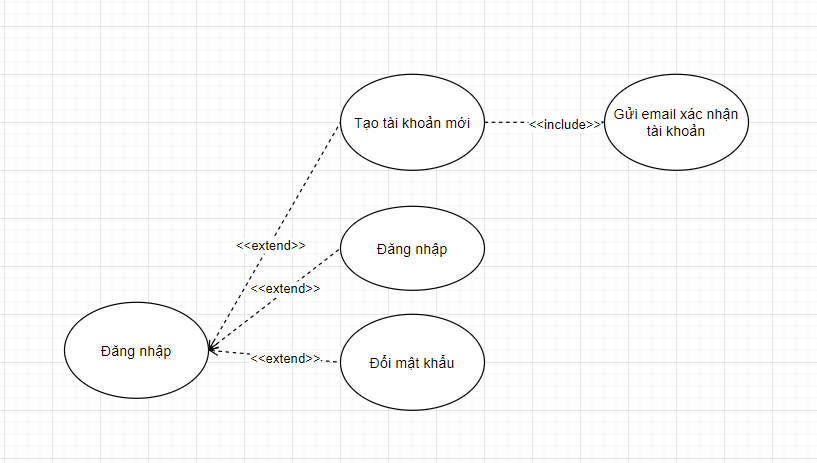 Tạo tài khoản mới
<<include>>
Gửi email xác nhận
tài khoản
<<extend>>
Đăng nhập
<<extend>>
Đăng nhập
<<extend>>
Đổi mật khẩu